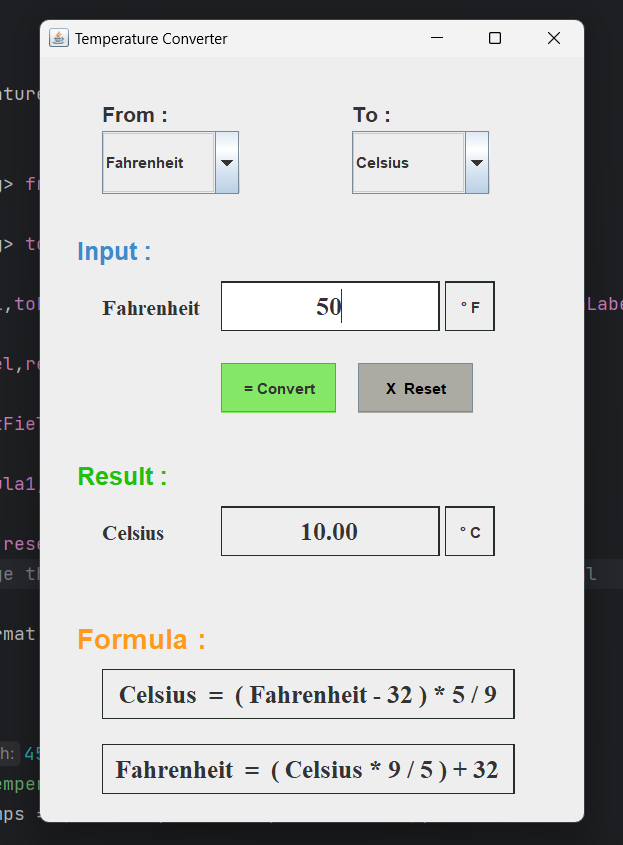 Temperature Converter
From :
To :
Fahrenheit
Celsius
Input :
Fahrenheit
50
° F
= Convert
X Reset
Result :
Celsius
10.00
° C
Formula :
Celsius = ( Fahrenheit - 32 ) * 5 / 9
Fahrenheit = ( Celsius * 9 / 5 ) + 32